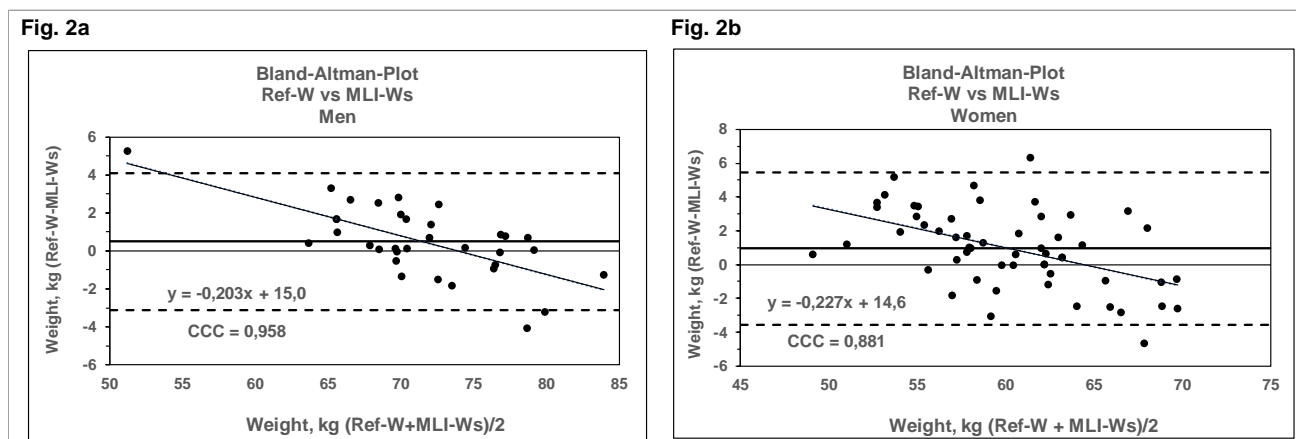 Fig. 2a
Bland-Altman-Plot
Ref-W vs MLI-Ws
Men
Weight, kg (Ref-W-MLI-Ws)
6
4
2
0
-2
-4
-6
y = -0,203x + 15,0
CCC = 0,958
50 55 60 65 70 75 80 85
Weight, kg (Ref-W+MLI-Ws)/2
Fig. 2b
Bland-Altman-Plot
Ref-W vs MLI-Ws
Women
Weight, kg (Ref-W-MLI-Ws)
8
6
4
2
0
-2
-4
-6
y = -0,227x + 14,6
CCC = 0,881
45 50 55 60 65 70 75
Weight, kg (Ref-W + MLI-Ws)/2